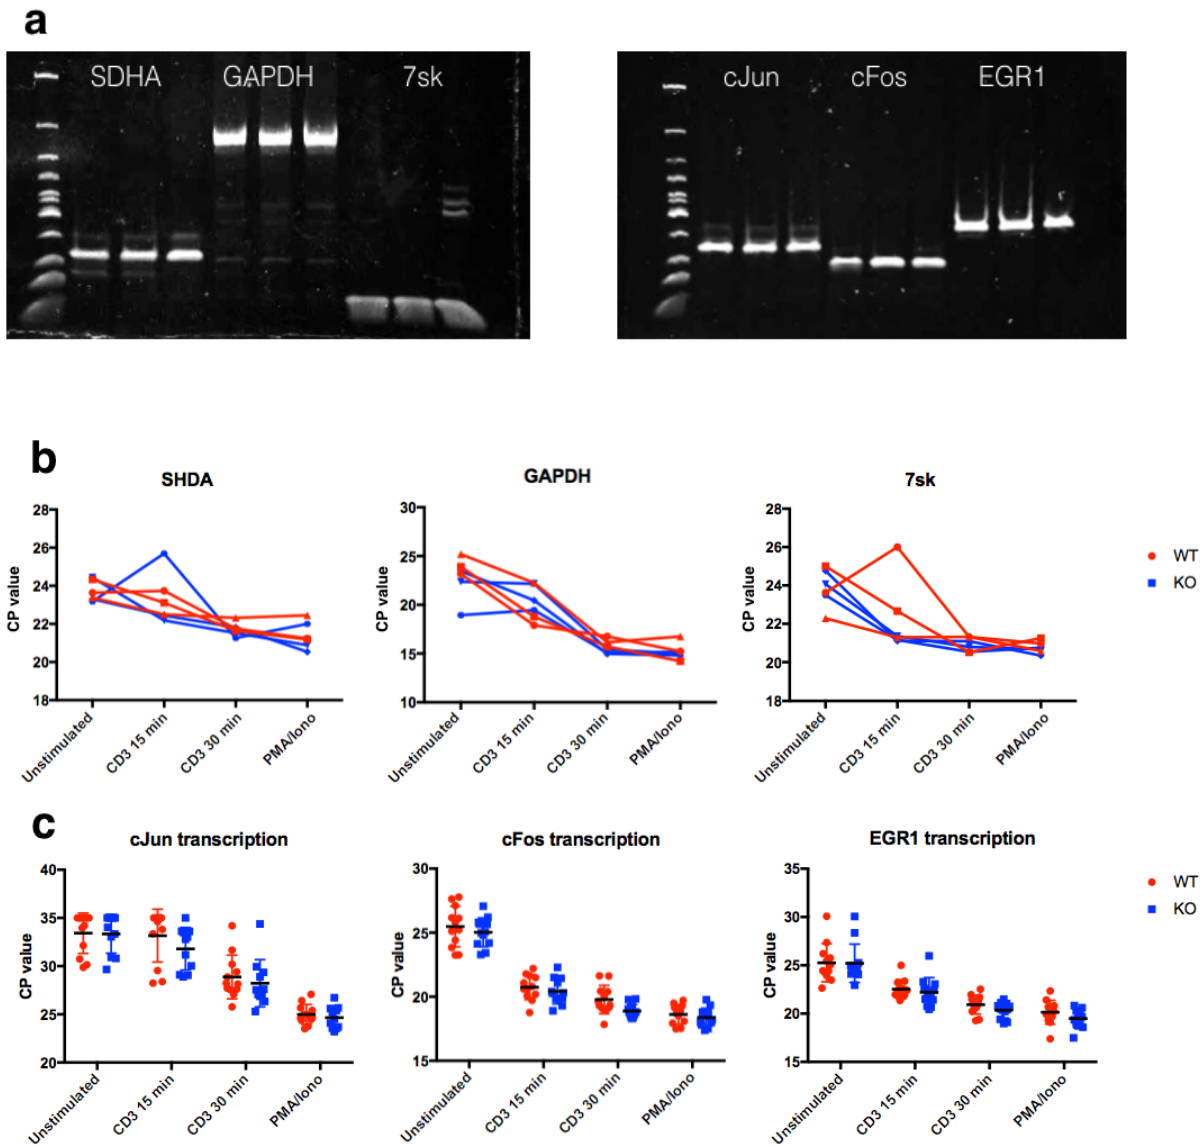 a
SDHA GAPDH 7sk
cJun cFos EGR1
b
SHDA
GAPDH
7sk
CP value
28
26
24
22
20
18
Unstimulated
CD3 15 min
CD3 30 min
PMA/Iono
CP value
30
25
20
15
10
Unstimulated
CD3 15 min
CD3 30 min
PMA/Iono
CP value
28
26
24
22
20
18
Unstimulated
CD3 15 min
CD3 30 min
PMA/Iono
WT
KO
c
cJun transcription
cFos transcription
EGR1 transcription
CP value
40
35
30
25
20
Unstimulated
CD3 15 min
CD3 30 min
PMA/Iono
CP value
30
25
20
15
Unstimulated
CD3 15 min
CD3 30 min
PMA/Iono
CP value
35
30
25
20
15
Unstimulated
CD3 15 min
CD3 30 min
PMA/Iono
WT
KO